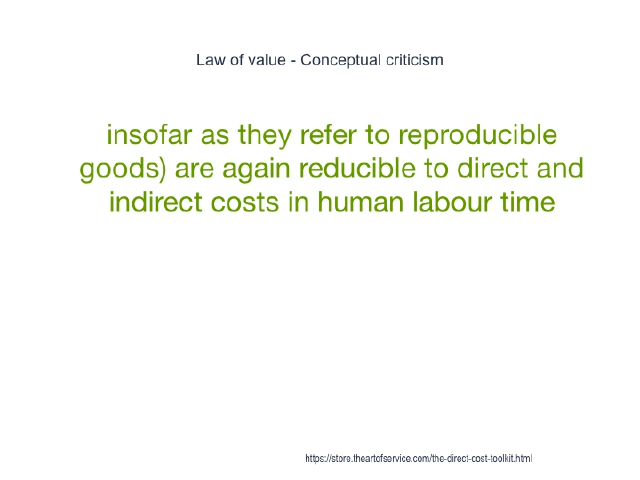 Law of value - Conceptual criticism
insofar as they refer to reproducible
goods) are again reducible to direct and
indirect costs in human labour time
https://store.theartofservice.com/the-direct-cost-toolkit.html